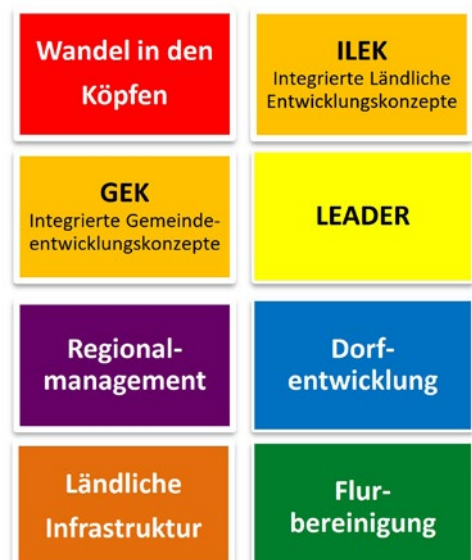 Wandel in den
Köpfen
ILEK
Integrierte Ländliche
Entwicklungskonzepte
GEK
Integrierte Gemeinde-
entwicklungskonzepte
LEADER
Regional-
management
Dorf-
entwicklung
Ländliche
Infrastruktur
Flur-
bereinigung